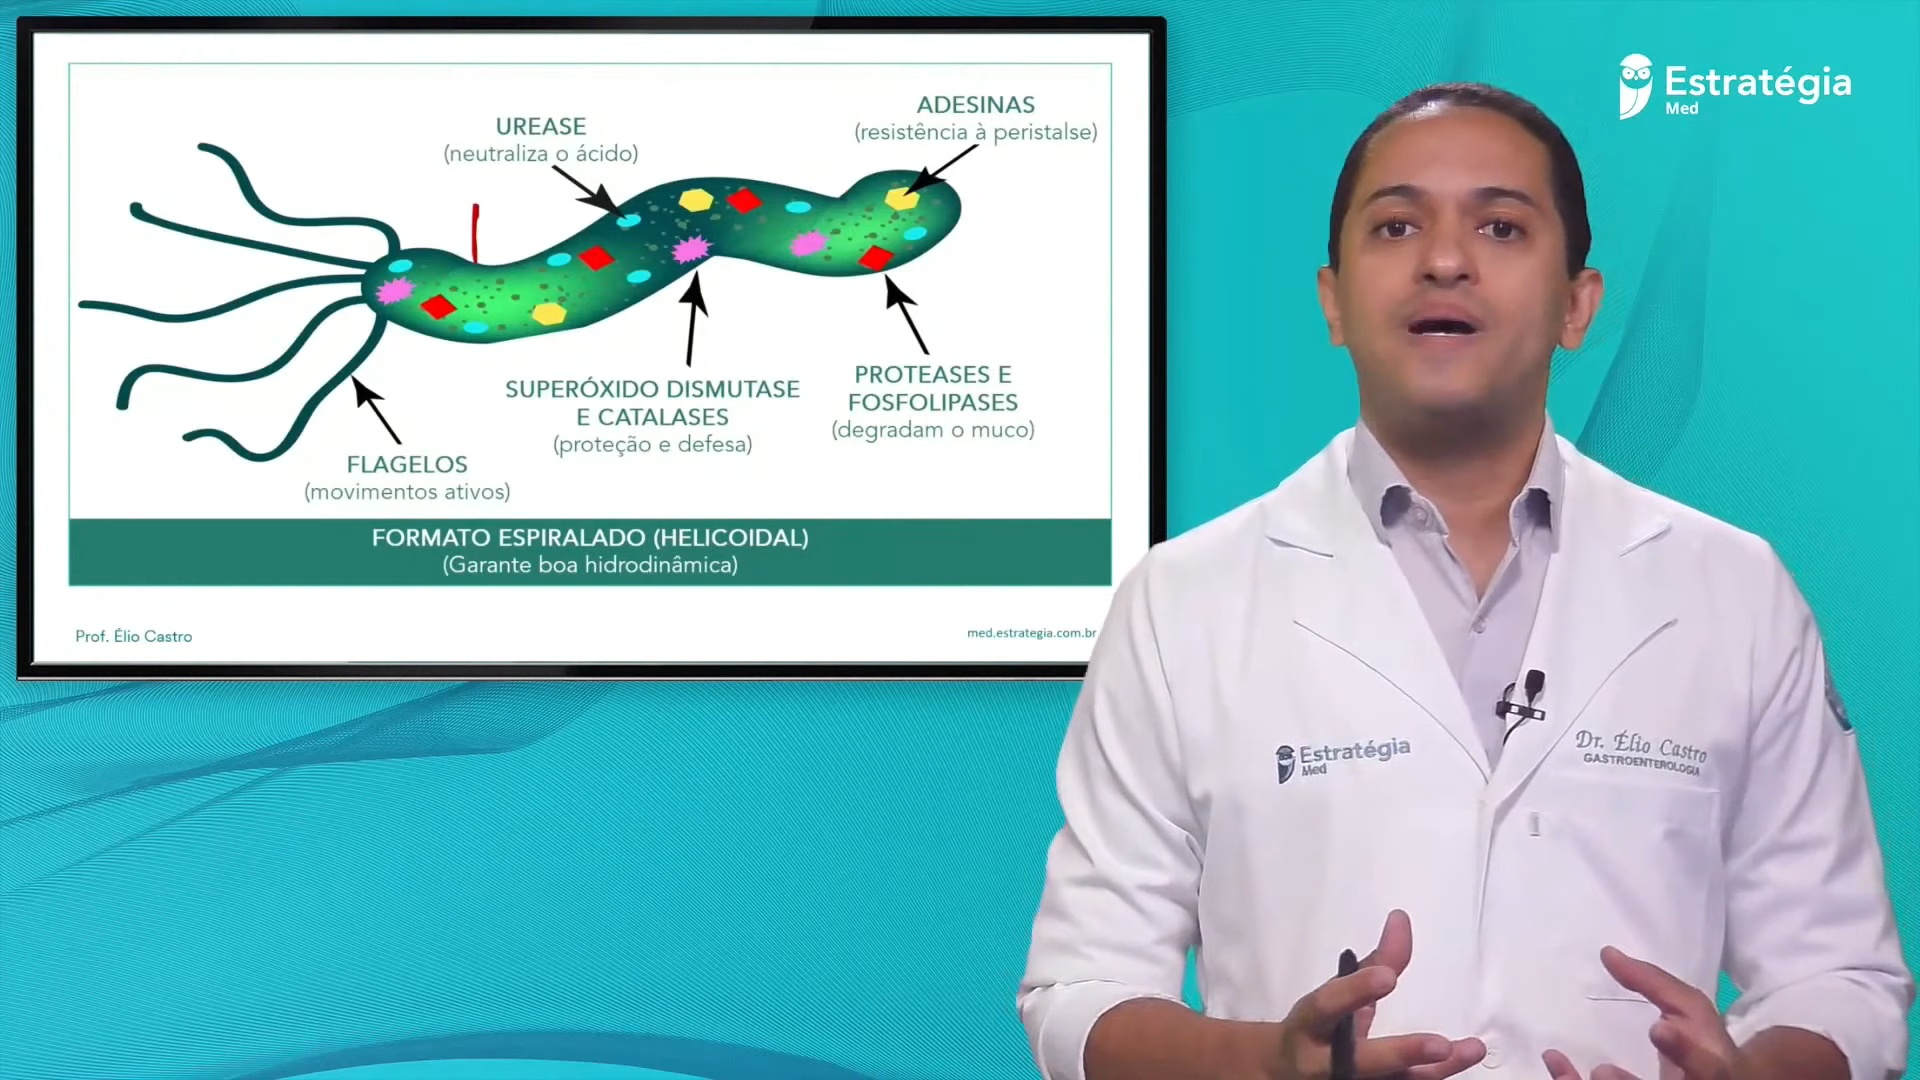 UREASE
(neutraliza o ácido)
ADESINAS
(resistência à peristalse)
SUPERÓXIDO DISMUTASE
E CATALASES
(proteção e defesa)
PROTEASES E
FOSFOLIPASES
(degradam o muco)
FLAGELOS
(movimentos ativos)
FORMATO ESPIRALADO (HELICOIDAL)
(Garante boa hidrodinâmica)
Prof. Élio Castro
med.estrategia.com.br
Estratégia
Med
Estratégia
Med
Dr. Élio Castro
GASTROENTEROLOGIA